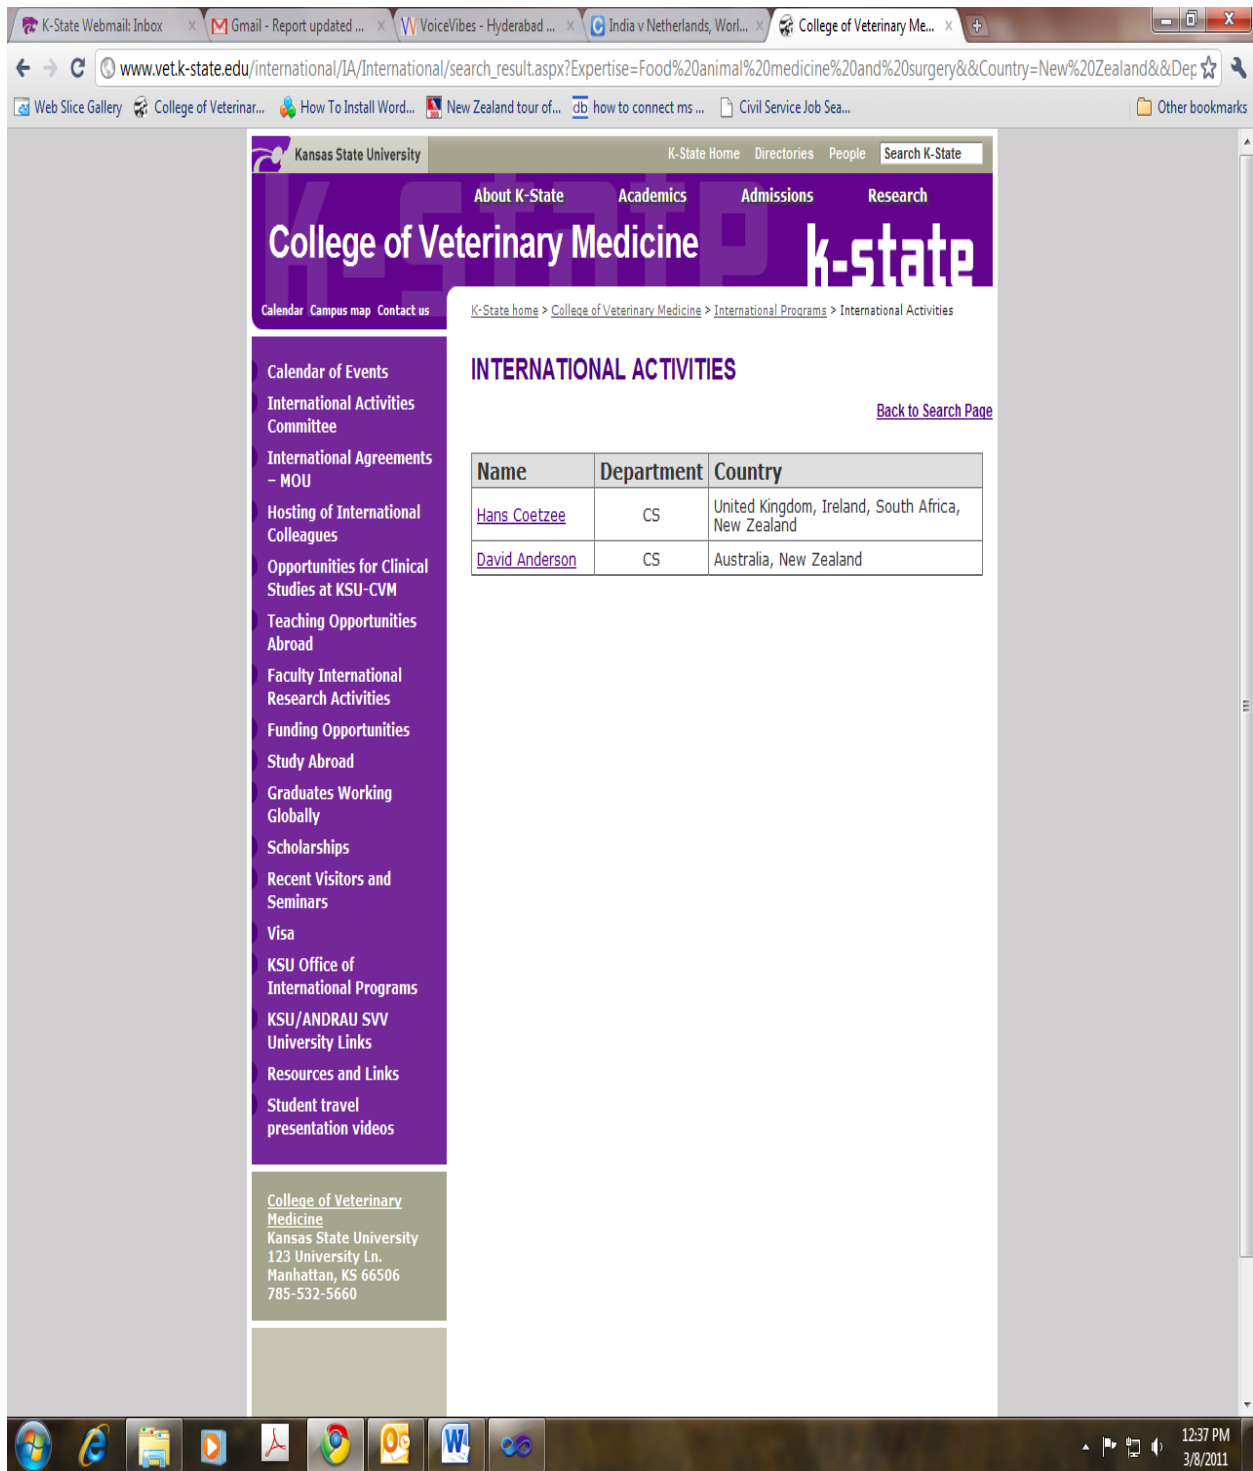 K-State Webmail: Inbox
Gmail - Report updated ...
VoiceVibes - Hyderabad ...
India v Netherlands, Worl...
College of Veterinary Me...
www.vet.k-state.edu/international/IA/International/search_result.aspx?Expertise=Food%20animal%20medicine%20and%20surgery&&Country=New%20Zealand&&Dep
Web Slice Gallery
College of Veterinar...
How To Install Word...
New Zealand tour of...
db how to connect ms ...
Civil Service Job Sea...
Other bookmarks
Kansas State University
K-State Home Directories People Search K-State
About K-State Academics Admissions Research
College of Veterinary Medicine
k-state
Calendar Campus map Contact us
K-State home > College of Veterinary Medicine > International Programs > International Activities
Calendar of Events
International Activities
Committee
International Agreements
– MOU
Hosting of International
Colleagues
Opportunities for Clinical
Studies at KSU-CVM
Teaching Opportunities
Abroad
Faculty International
Research Activities
Funding Opportunities
Study Abroad
Graduates Working
Globally
Scholarships
Recent Visitors and
Seminars
Visa
KSU Office of
International Programs
KSU/ANDRAU SVV
University Links
Resources and Links
Student travel
presentation videos
College of Veterinary
Medicine
Kansas State University
123 University Ln.
Manhattan, KS 66506
785-532-5660
INTERNATIONAL ACTIVITIES
Back to Search Page
Name Department Country
Hans Coetzee CS United Kingdom, Ireland, South Africa,
New Zealand
David Anderson CS Australia, New Zealand
12:37 PM
3/8/2011